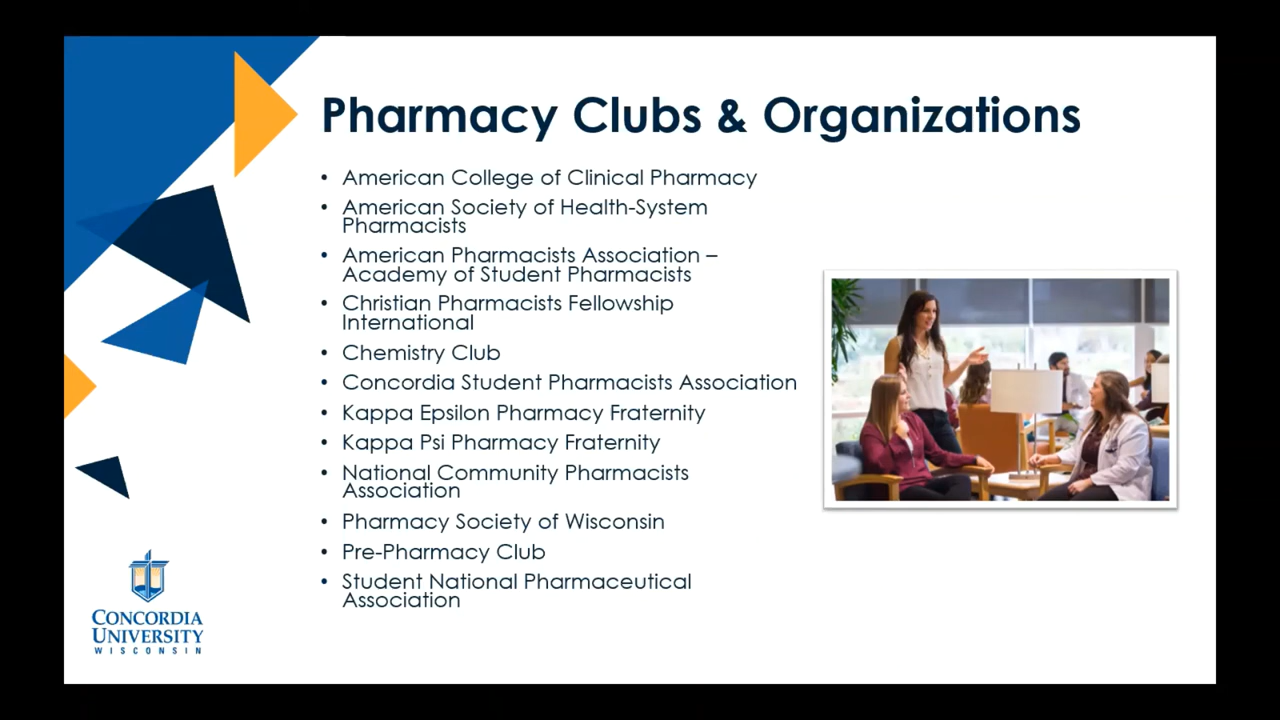 Pharmacy Clubs & Organizations
• American College of Clinical Pharmacy
• American Society of Health-System
Pharmacists
• American Pharmacists Association –
Academy of Student Pharmacists
• Christian Pharmacists Fellowship
International
• Chemistry Club
• Concordia Student Pharmacists Association
• Kappa Epsilon Pharmacy Fraternity
• Kappa Psi Pharmacy Fraternity
• National Community Pharmacists
Association
• Pharmacy Society of Wisconsin
• Pre-Pharmacy Club
• Student National Pharmaceutical
Association
CONCORDIA
UNIVERSITY
WISCONSIN